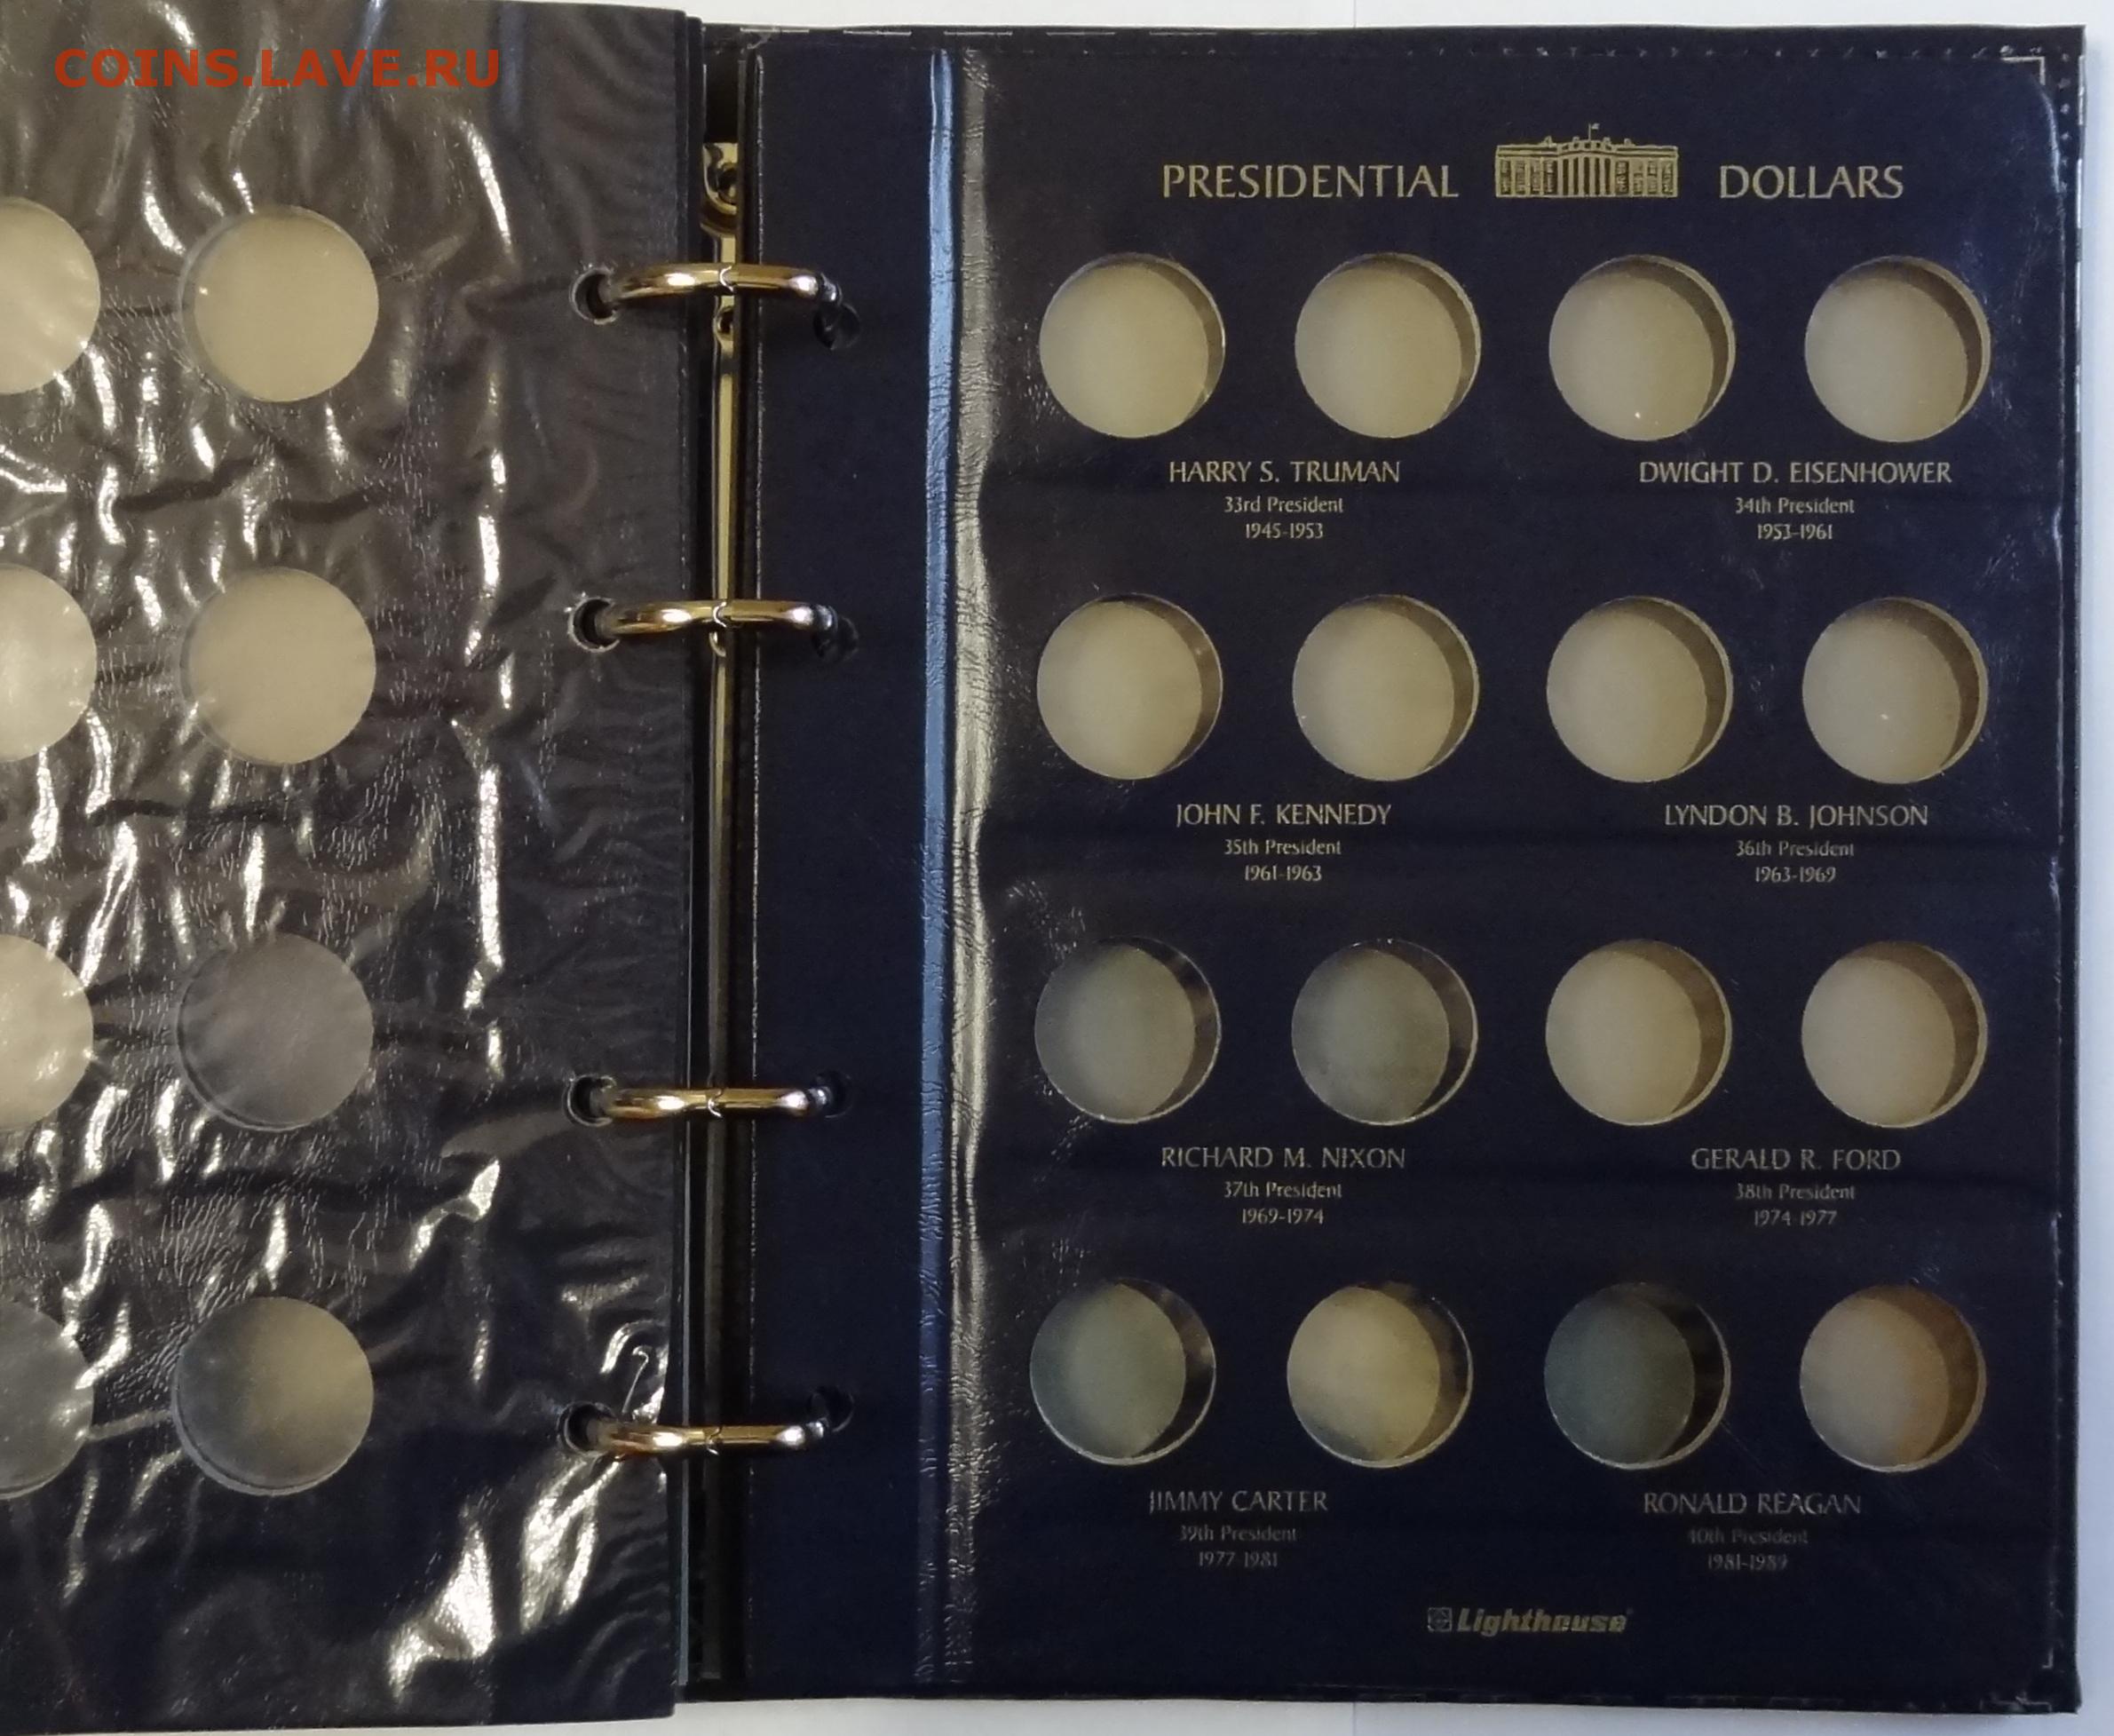 COINS.LAVE.RU
PRESIDENTIAL DOLLARS
HARRY S. TRUMAN
33rd President
1945-1953
DWIGHT D. EISENHOWER
34th President
1953-1961
JOHN F. KENNEDY
35th President
1961-1963
LYNDON B. JOHNSON
36th President
1963-1969
RICHARD M. NIXON
37th President
1969-1974
GERALD R. FORD
38th President
1974-1977
JIMMY CARTER
39th President
1977-1981
RONALD REAGAN
40th President
1981-1989
Lighthouse